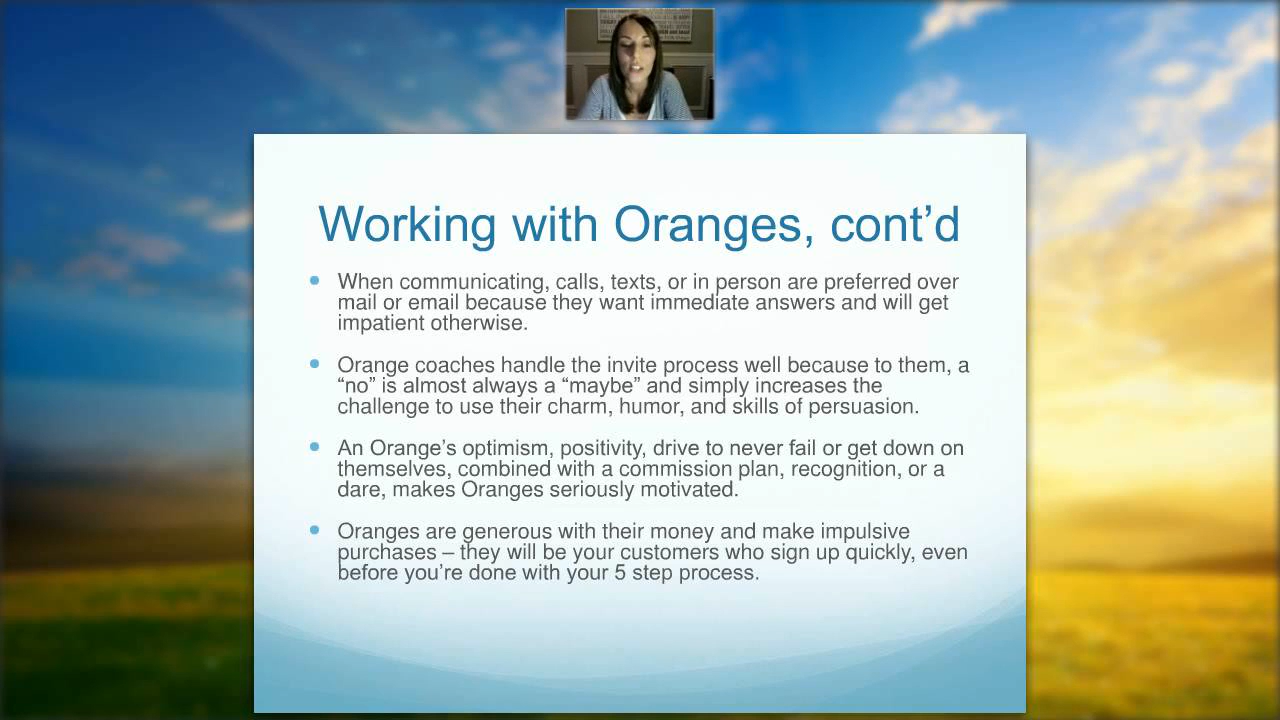 Working with Oranges, cont’d
• When communicating, calls, texts, or in person are preferred over
mail or email because they want immediate answers and will get
impatient otherwise.
• Orange coaches handle the invite process well because to them, a
“no” is almost always a “maybe” and simply increases the
challenge to use their charm, humor, and skills of persuasion.
• An Orange’s optimism, positivity, drive to never fail or get down on
themselves, combined with a commission plan, recognition, or a
dare, makes Oranges seriously motivated.
• Oranges are generous with their money and make impulsive
purchases – they will be your customers who sign up quickly, even
before you’re done with your 5 step process.